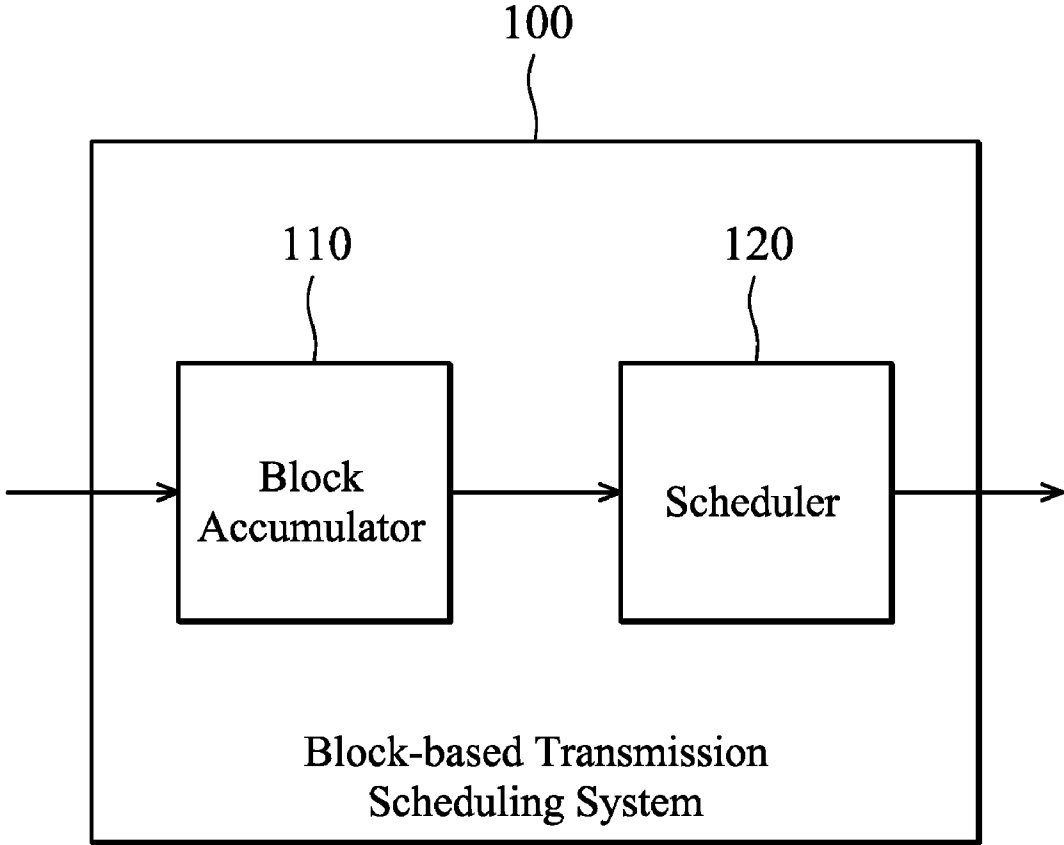 100
110
120
Block
Accumulator
Scheduler
Block-based Transmission
Scheduling System